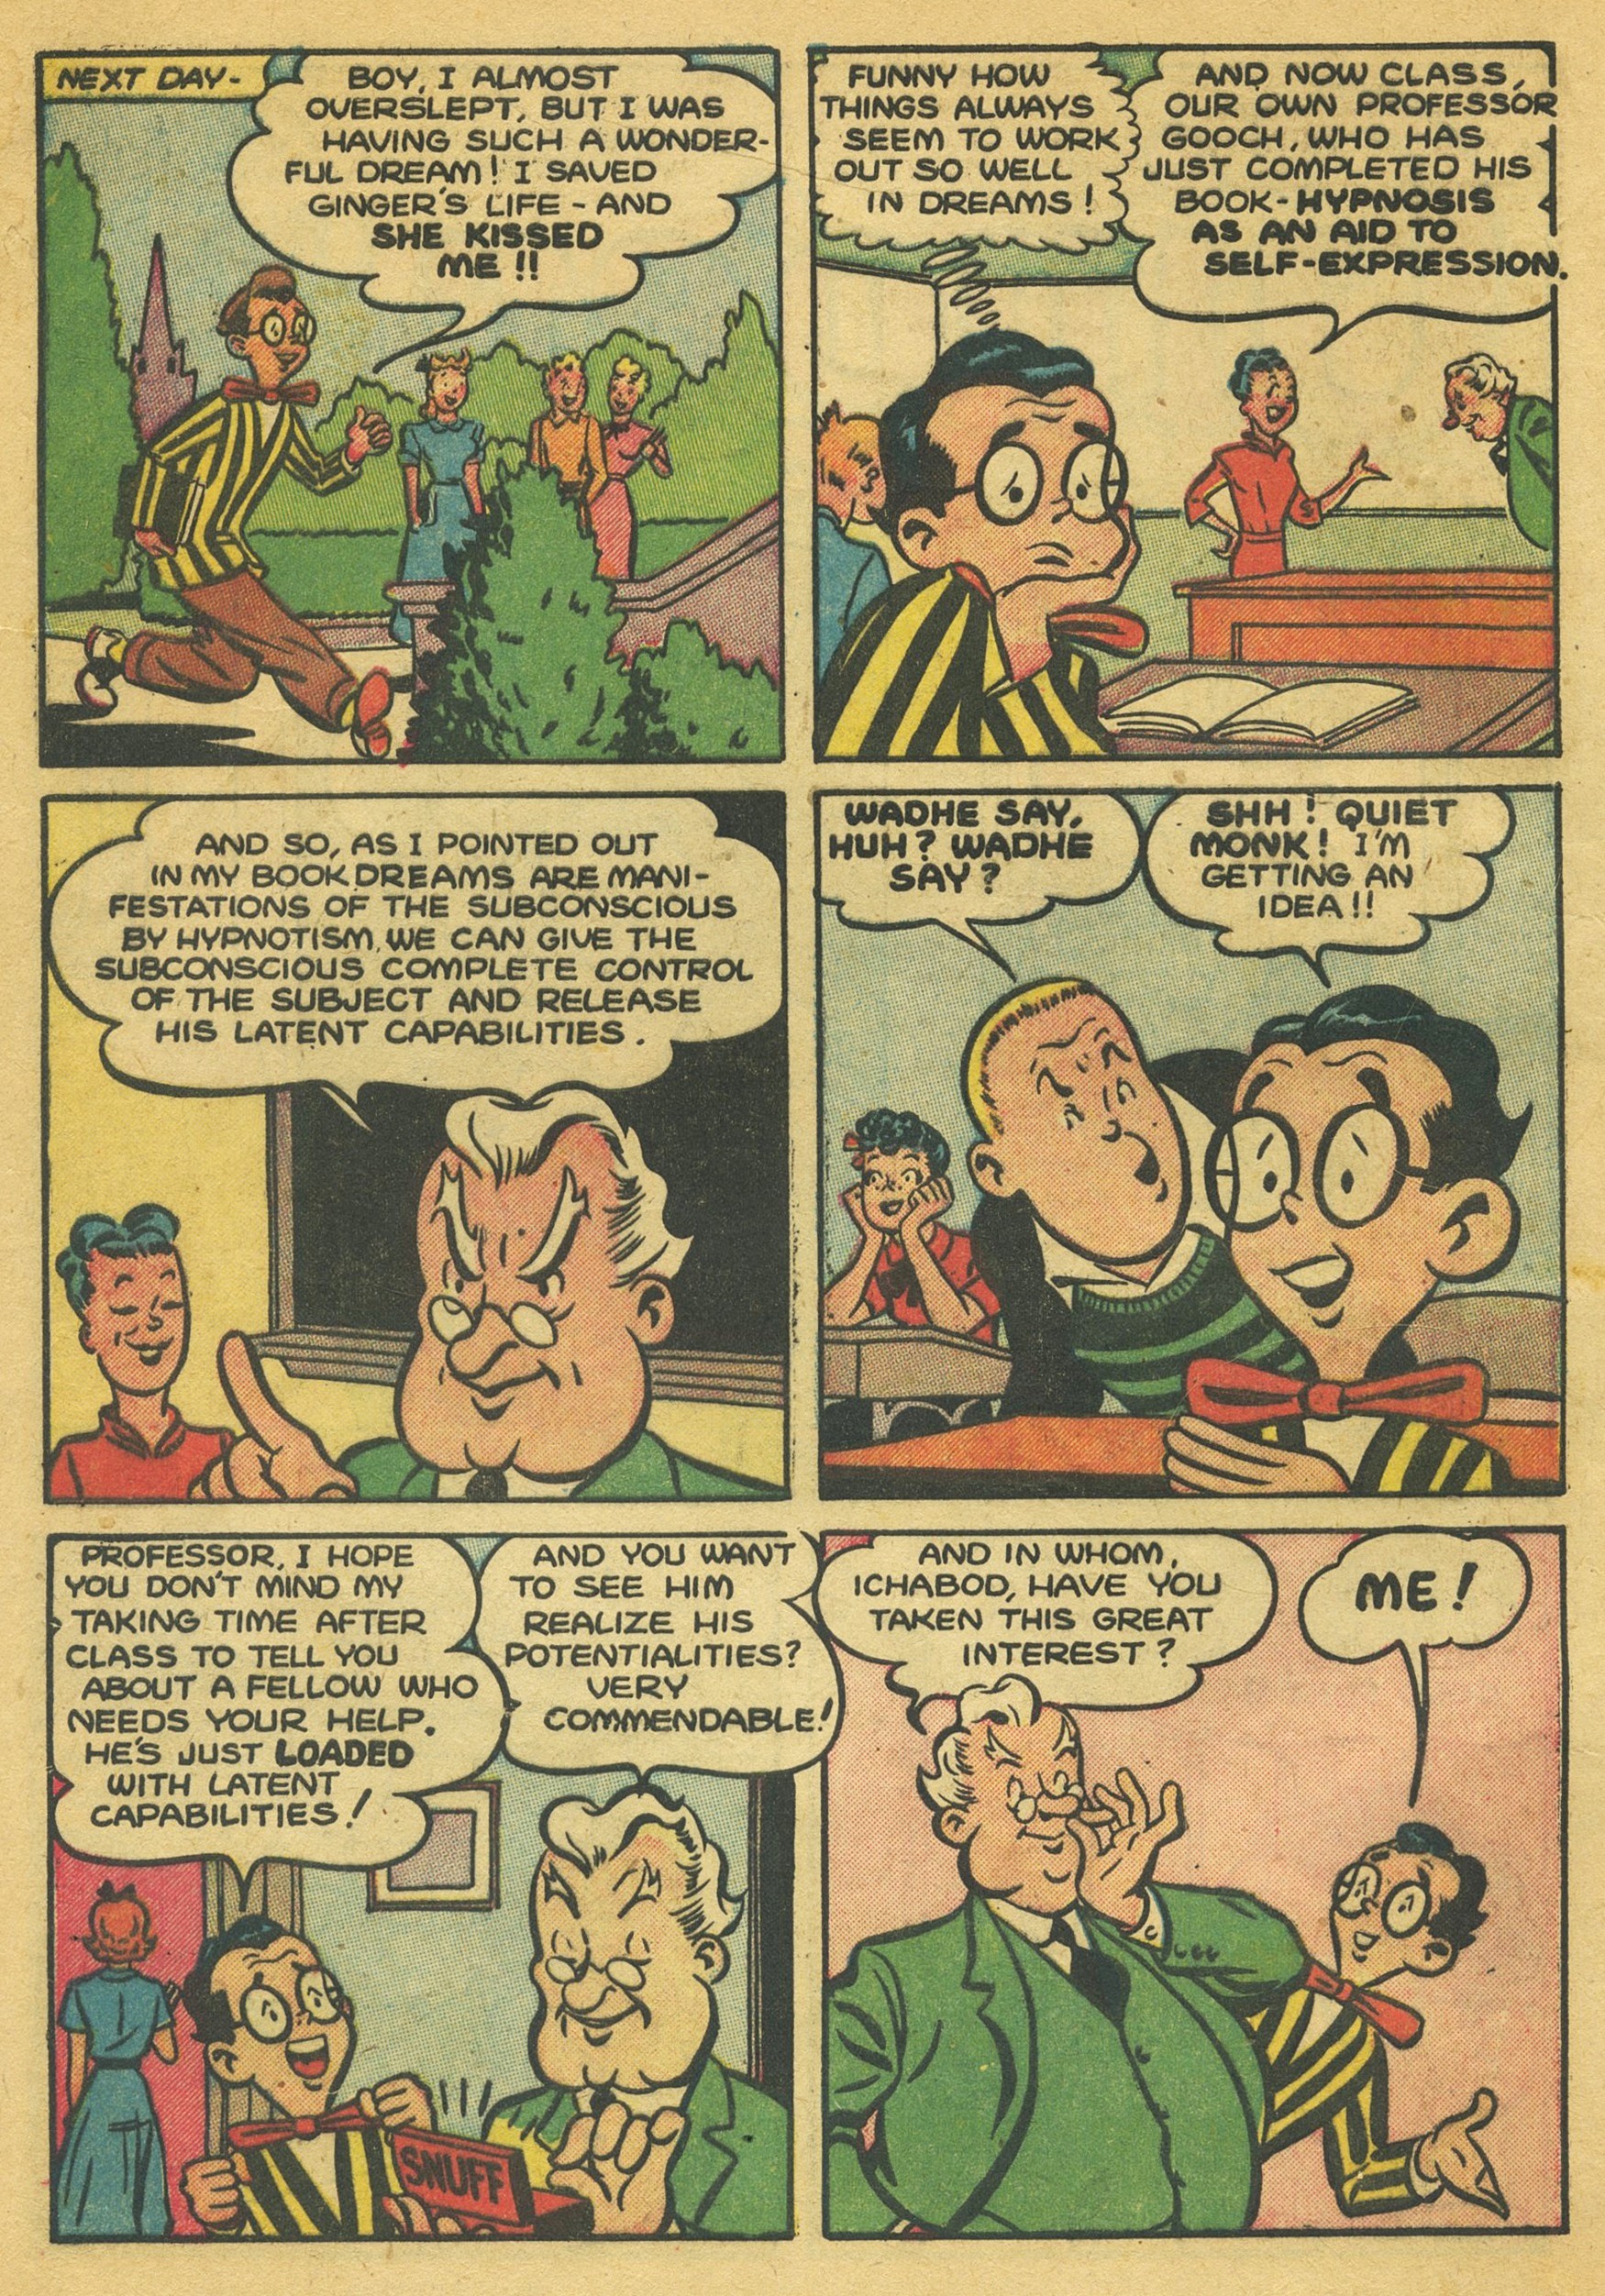 NEXT DAY-
BOY, I ALMOST
OVERSLEPT, BUT I WAS
HAVING SUCH A WONDER-
FUL DREAM! I SAVED
GINGER'S LIFE - AND
SHE KISSED
ME!!
FUNNY HOW
THINGS ALWAYS
SEEM TO WORK
OUT SO WELL
IN DREAMS!
AND NOW CLASS,
OUR OWN PROFESSOR
GOOCH, WHO HAS
JUST COMPLETED HIS
BOOK-HYPNOSIS
AS AN AID TO
SELF-EXPRESSION.
AND SO, AS I POINTED OUT
IN MY BOOK DREAMS ARE MANI-
FESTATIONS OF THE SUBCONSCIOUS
BY HYPNOTISM, WE CAN GIVE THE
SUBCONSCIOUS COMPLETE CONTROL
OF THE SUBJECT AND RELEASE
HIS LATENT CAPABILITIES.
WADHE SAY,
HUH? WADHE
SAY?
SHH! QUIET
MONK! I'M
GETTING AN
IDEA!!
PROFESSOR, I HOPE
YOU DON'T MIND MY
TAKING TIME AFTER
CLASS TO TELL YOU
ABOUT A FELLOW WHO
NEEDS YOUR HELP.
HE'S JUST LOADED
WITH LATENT
CAPABILITIES!
AND YOU WANT
TO SEE HIM
REALIZE HIS
POTENTIALITIES?
VERY
COMMENDABLE!
SNUFF
AND IN WHOM,
ICHABOD, HAVE YOU
TAKEN THIS GREAT
INTEREST?
ME!